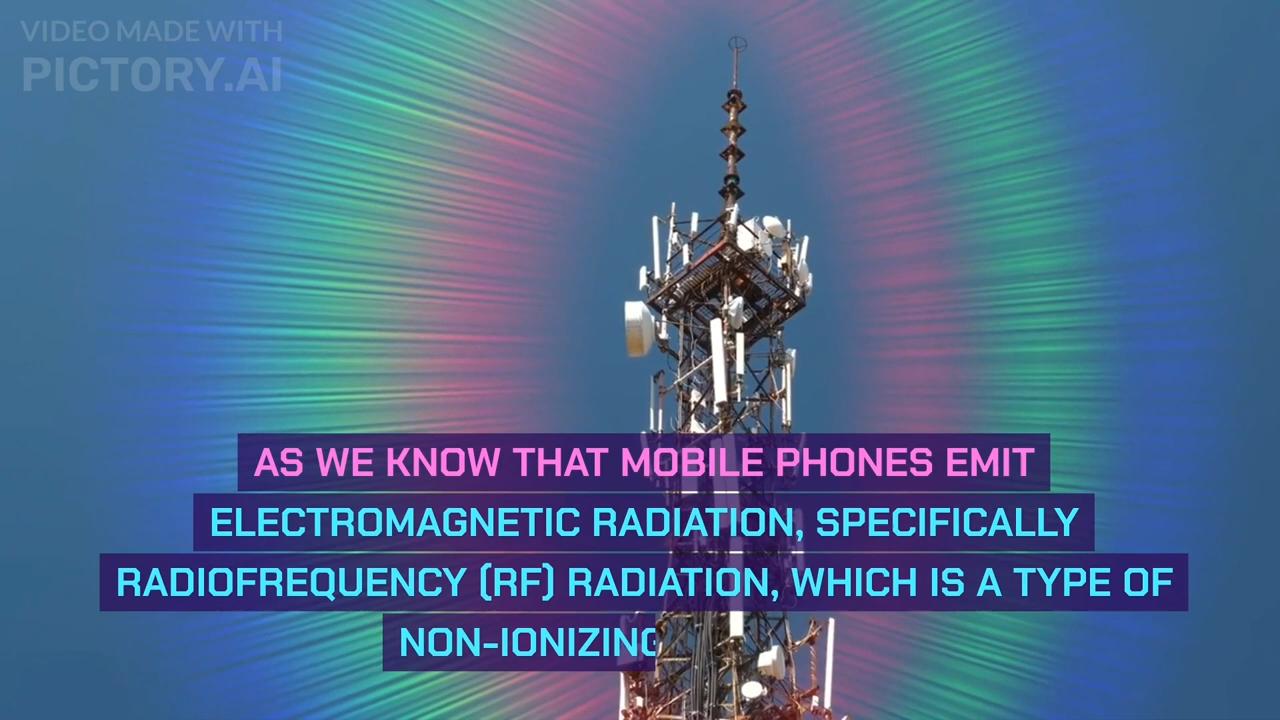 VIDEO MADE WITH
PICTORY.AI
AS WE KNOW THAT MOBILE PHONES EMIT
ELECTROMAGNETIC RADIATION, SPECIFICALLY
RADIOFREQUENCY (RF) RADIATION, WHICH IS A TYPE OF
NON-IONIZING